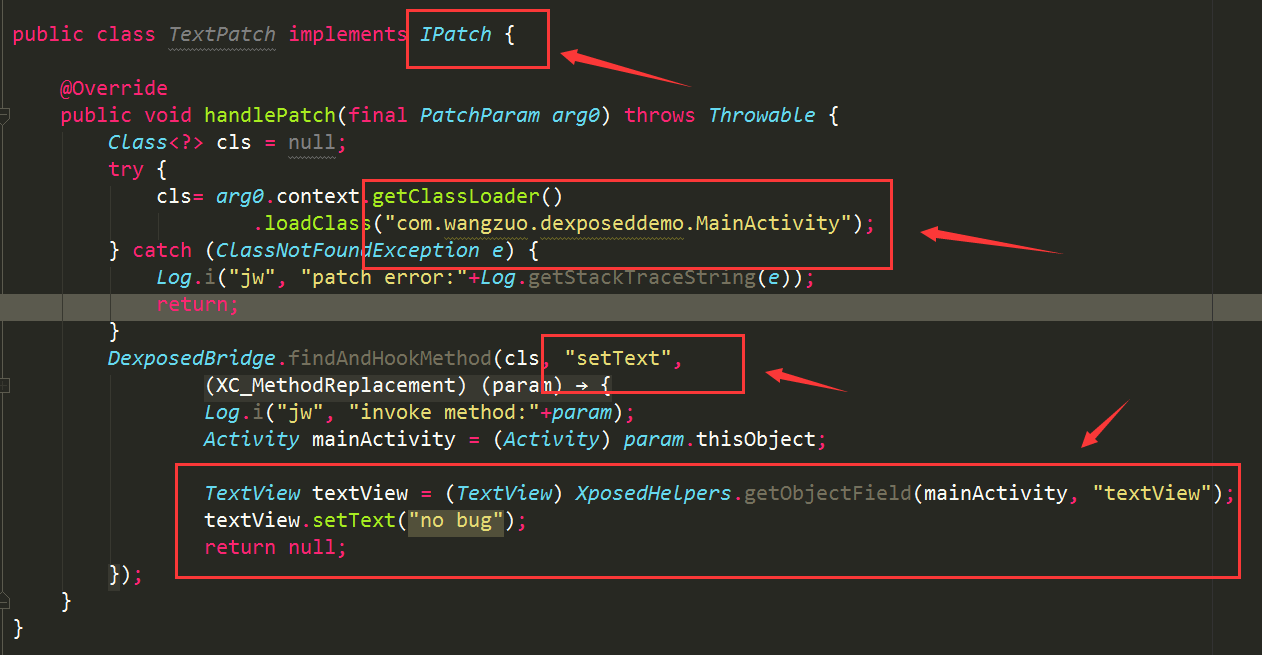 public class TextPatch implements IPatch {
@Override
public void handlePatch(final PatchParam arg0) throws Throwable {
Class<?> cls = null;
try {
cls= arg0.context.getClassLoader()
.loadClass("com.wangzuo.dexposeddemo.MainActivity");
} catch (ClassNotFoundException e) {
Log.i("jw", "patch error:"+Log.getStackTraceString(e));
return;
}
DexposedBridge.findAndHookMethod(cls, "setText",
(XC_MethodReplacement) (param) → {
Log.i("jw", "invoke method:"+param);
Activity mainActivity = (Activity) param.thisObject;
TextView textView = (TextView) XposedHelpers.getObjectField(mainActivity, "textView");
textView.setText("no bug");
return null;
});
}
}